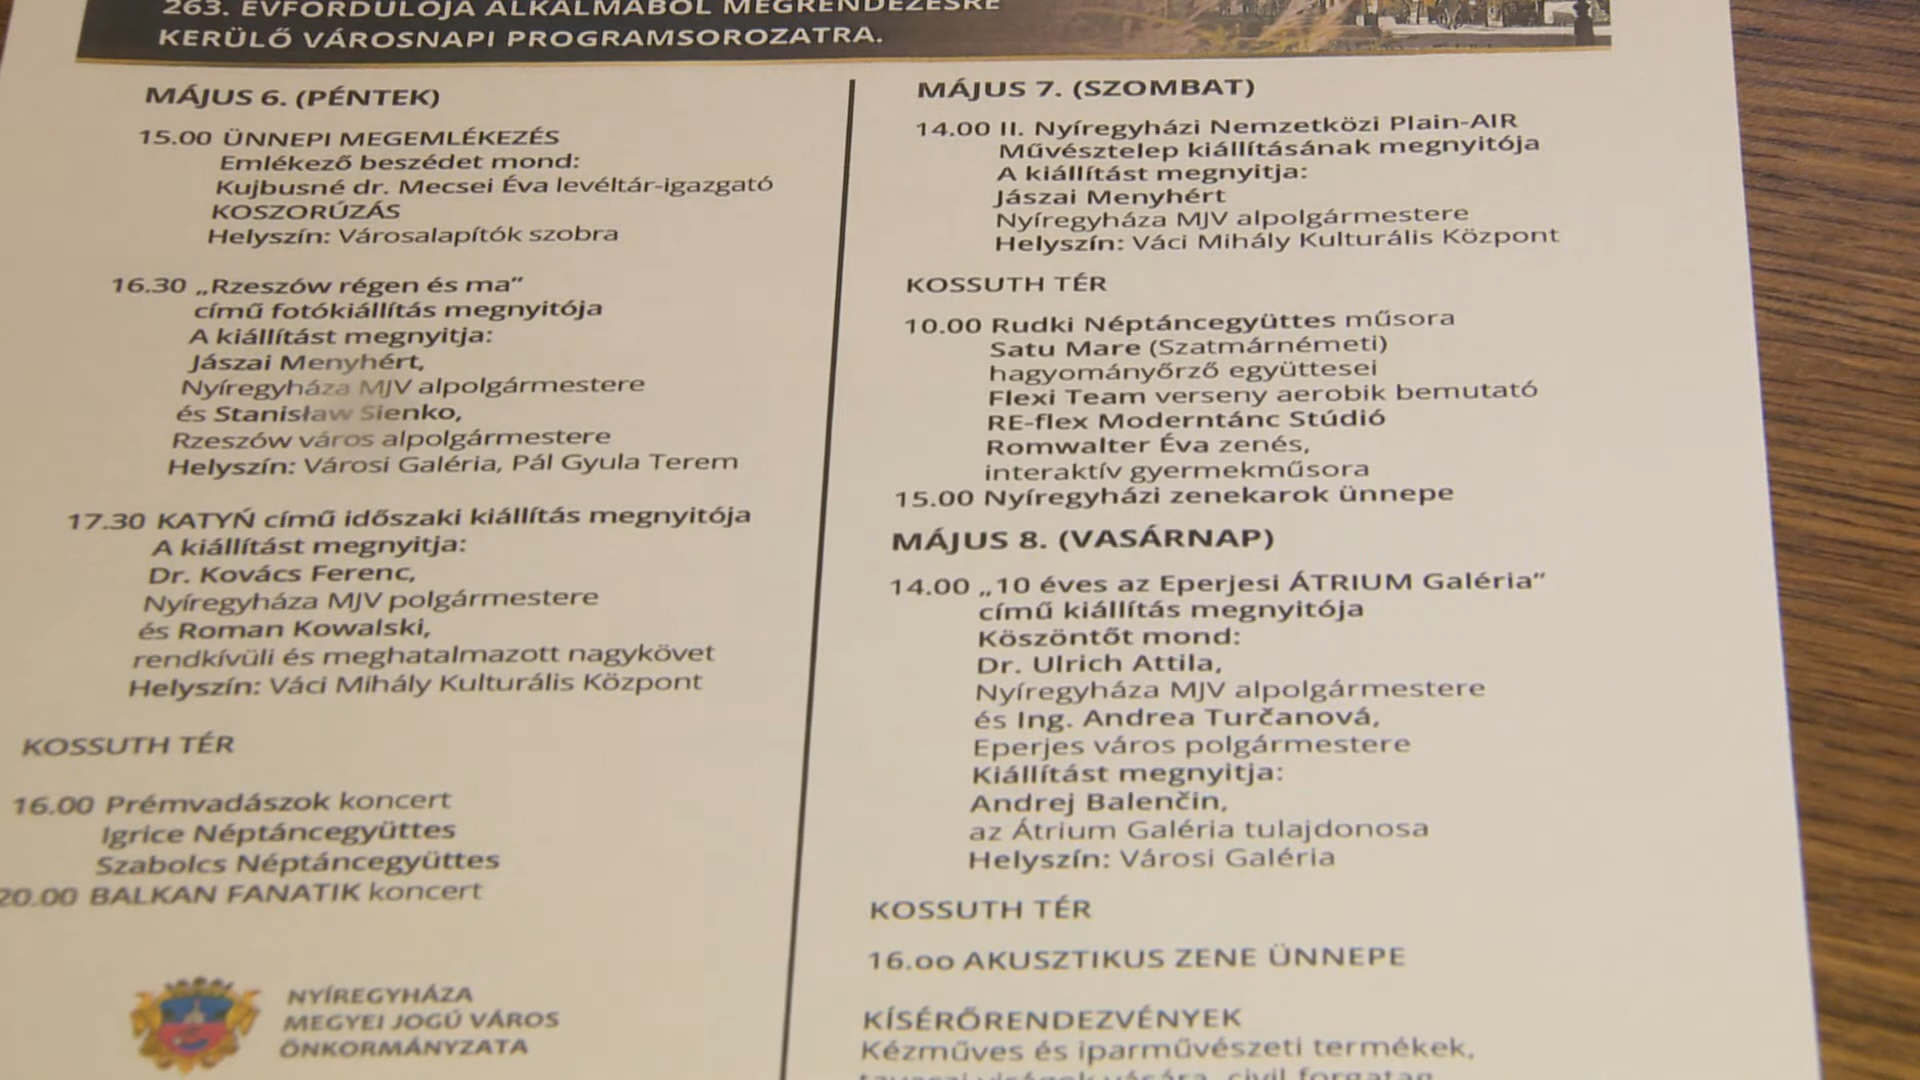 263. ÉVFORDULÓJA ALKALMÁBÓL MEGRENDEZÉSRE
KERÜLŐ VÁROSNAPI PROGRAMSOROZATRA.
MÁJUS 6. (PÉNTEK)
15.00 ÜNNEPI MEGEMLÉKEZÉS
Emlékező beszédet mond:
Kujbusné dr. Mecsei Éva levéltár-igazgató
KOSZORÚZÁS
Helyszín: Városalapítók szobra
16.30 „Rzeszów régen és ma”
című fotókiállítás megnyitója
A kiállítást megnyitja:
Jászai Menyhért,
Nyíregyháza MJV alpolgármestere
és Stanisław Sienko,
Rzeszów város alpolgármestere
Helyszín: Városi Galéria, Pál Gyula Terem
17.30 KATYŃ című időszaki kiállítás megnyitója
A kiállítást megnyitja:
Dr. Kovács Ferenc,
Nyíregyháza MJV polgármestere
és Roman Kowalski,
rendkívüli és meghatalmazott nagykövet
Helyszín: Váci Mihály Kulturális Központ
KOSSUTH TÉR
16.00 Prémvadászok koncert
Igrice Néptáncegyüttes
Szabolcs Néptáncegyüttes
20.00 BALKAN FANATIK koncert
NYÍREGYHÁZA
MEGYEI JOGÚ VÁROS
ÖNKORMÁNYZATA
MÁJUS 7. (SZOMBAT)
14.00 II. Nyíregyházi Nemzetközi Plain-AIR
Művésztelep kiállításának megnyitója
A kiállítást megnyitja:
Jászai Menyhért
Nyíregyháza MJV alpolgármestere
Helyszín: Váci Mihály Kulturális Központ
KOSSUTH TÉR
10.00 Rudki Néptáncegyüttes műsora
Satu Mare (Szatmárnémeti)
hagyományőrző együttesei
Flexi Team verseny aerobik bemutató
RE-flex Moderntánc Stúdió
Romwalter Éva zenés,
interaktív gyermekműsora
15.00 Nyíregyházi zenekarok ünnepe
MÁJUS 8. (VASÁRNAP)
14.00 „10 éves az Eperjesi ÁTRIUM Galéria”
című kiállítás megnyitója
Köszöntőt mond:
Dr. Ulrich Attila,
Nyíregyháza MJV alpolgármestere
és Ing. Andrea Turčanová,
Eperjes város polgármestere
Kiállítást megnyitja:
Andrej Balenčin,
az Átrium Galéria tulajdonosa
Helyszín: Városi Galéria
KOSSUTH TÉR
16.oo AKUSZTIKUS ZENE ÜNNEPE
KÍSÉRŐRENDEZVÉNYEK
Kézműves és iparművészeti termékek,
tavaszi virágok vására, civil forgatag